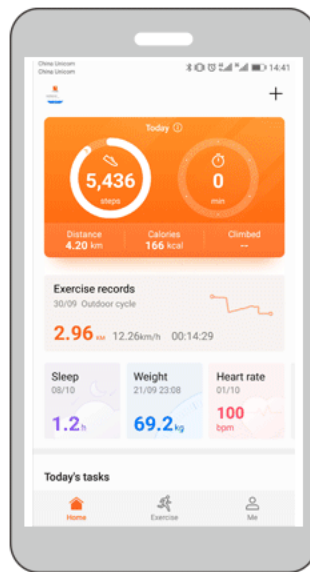 China Unicom
China Unicom
14:41
Today
5,436
steps
0
min
Distance
4.20 km
Calories
166 kcal
Climbed
--
Exercise records
30/09 Outdoor cycle
2.96 KM 12.26km/h 00:14:29
Sleep
08/10
1.2 h
Weight
21/09 23:08
69.2 kg
Heart rate
01/10
100
bpm
Today's tasks
Home
Exercise
Me